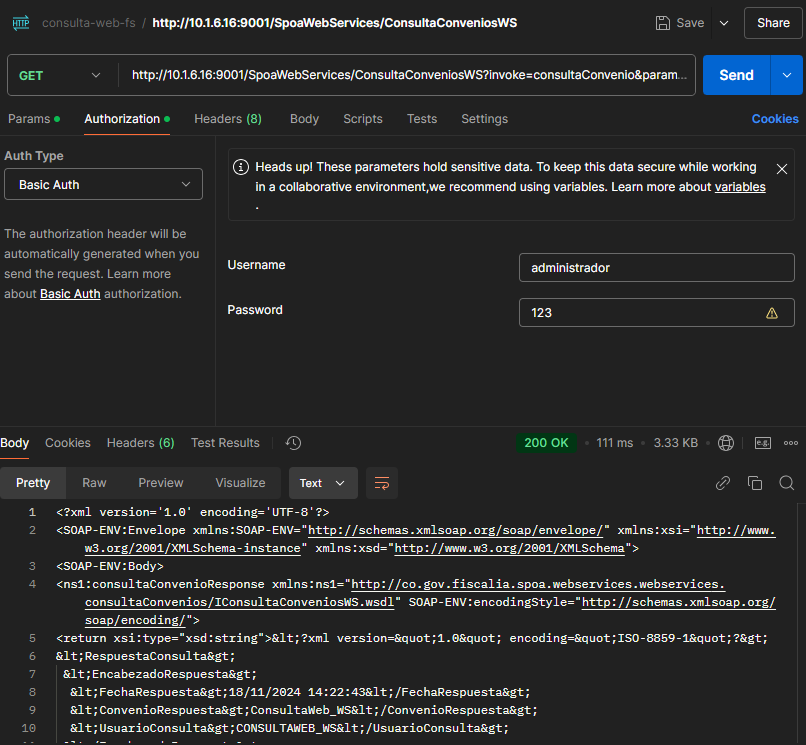 HTTP consulta-web-fs / http://10.1.6.16:9001/SpoaWebServices/ConsultaConveniosWS Save Share
GET http://10.1.6.16:9001/SpoaWebServices/ConsultaConveniosWS?invoke=consultaConvenio&param... Send
Params Authorization Headers (8) Body Scripts Tests Settings Cookies
Auth Type
Basic Auth
The authorization header will be
automatically generated when you
send the request. Learn more
about Basic Auth authorization.
Heads up! These parameters hold sensitive data. To keep this data secure while working
in a collaborative environment,we recommend using variables. Learn more about variables
.
Username administrador
Password 123
Body Cookies Headers (6) Test Results 200 OK 111 ms 3.33 KB e.g.
Pretty Raw Preview Visualize Text
1 <?xml version='1.0' encoding='UTF-8'?>
2 <SOAP-ENV:Envelope xmlns:SOAP-ENV="http://schemas.xmlsoap.org/soap/envelope/" xmlns:xsi="http://www.
w3.org/2001/XMLSchema-instance" xmlns:xsd="http://www.w3.org/2001/XMLSchema">
3 <SOAP-ENV:Body>
4 <ns1:consultaConvenioResponse xmlns:ns1="http://co.gov.fiscalia.spoa.webservices.webservices.
consultaConvenios/IConsultaConveniosWS.wsdl" SOAP-ENV:encodingStyle="http://schemas.xmlsoap.org/
soap/encoding/">
5 <return xsi:type="xsd:string">&lt;?xml version=&quot;1.0&quot; encoding=&quot;ISO-8859-1&quot;?&gt;
6 &lt;RespuestaConsulta&gt;
7 &lt;EncabezadoRespuesta&gt;
8 &lt;FechaRespuesta&gt;18/11/2024 14:22:43&lt;/FechaRespuesta&gt;
9 &lt;ConvenioRespuesta&gt;ConsultaWeb_WS&lt;/ConvenioRespuesta&gt;
10 &lt;UsuarioConsulta&gt;CONSULTAWEB_WS&lt;/UsuarioConsulta&gt;